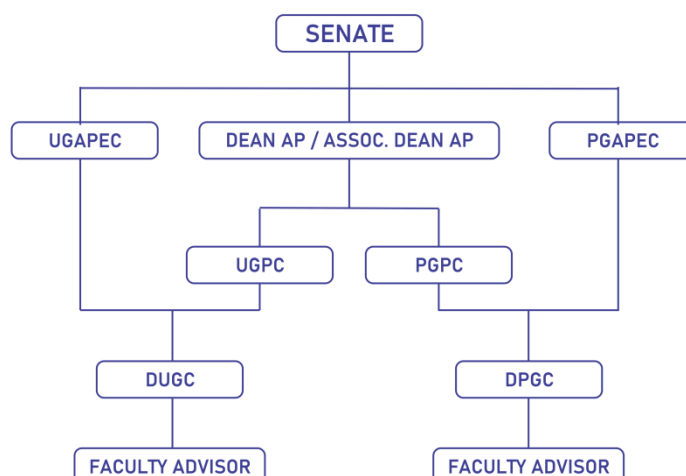 SENATE
UGAPEC
DEAN AP / ASSOC. DEAN AP
PGAPEC
UGPC
PGPC
DUGC
DPGC
FACULTY ADVISOR
FACULTY ADVISOR